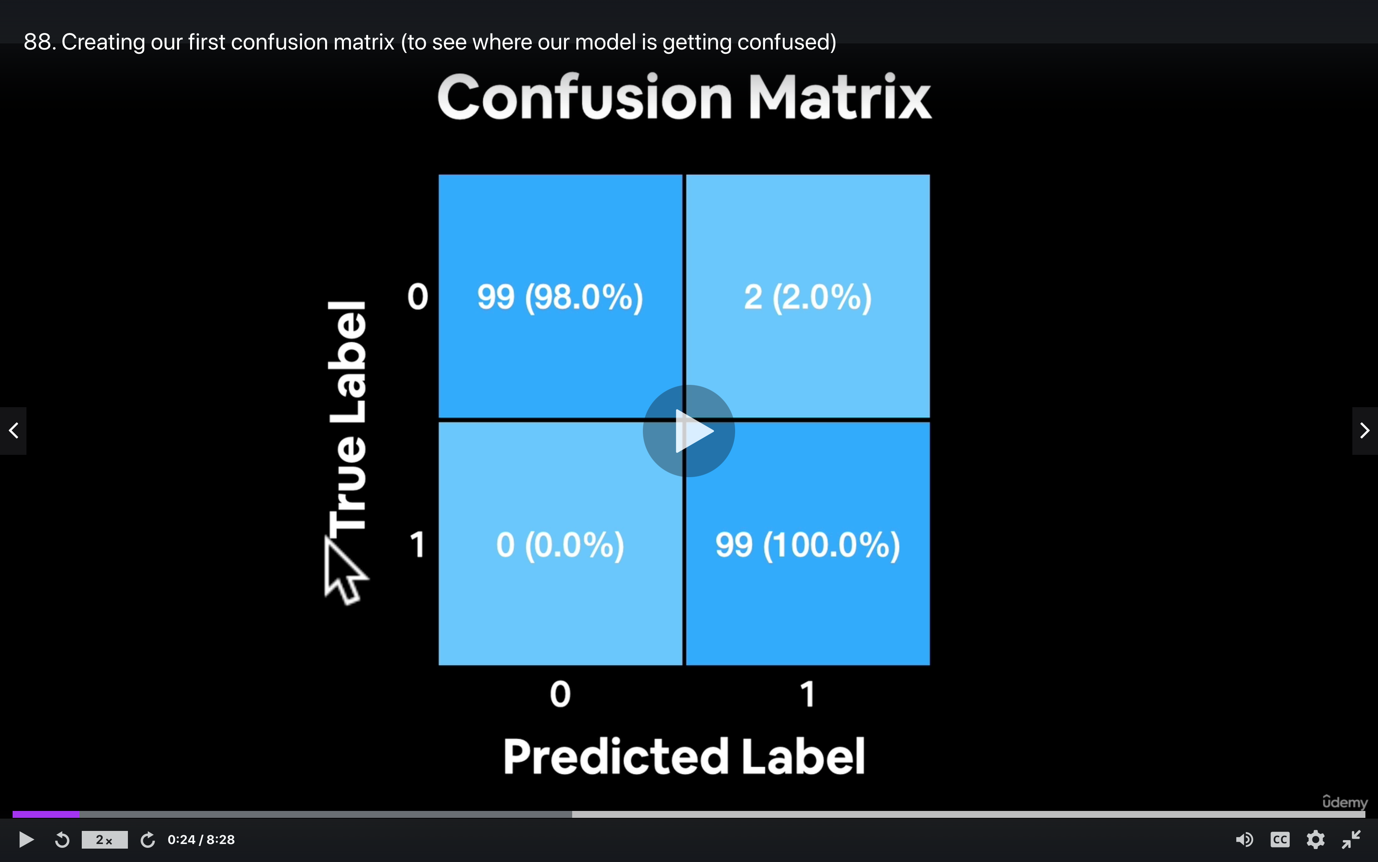 88. Creating our first confusion matrix (to see where our model is getting confused)
Confusion Matrix
True Label
0
99 (98.0%)
2 (2.0%)
1
0 (0.0%)
99 (100.0%)
0
1
Predicted Label
ûdemy
2x
0:24 / 8:28
CC